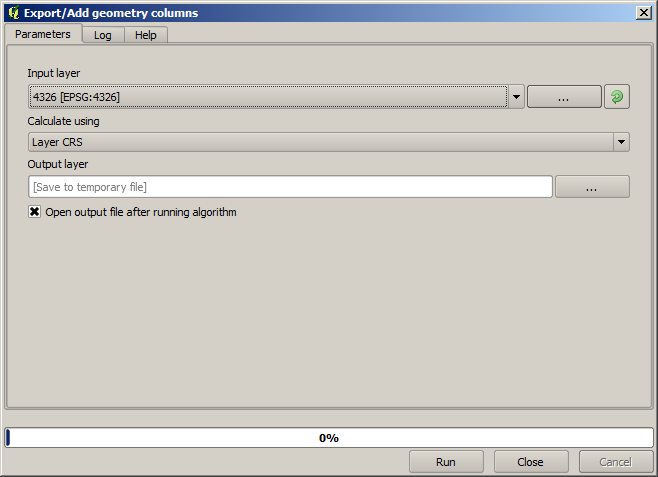 Export/Add geometry columns
Parameters Log Help
Input layer
4326 [EPSG:4326] ...
Calculate using
Layer CRS
Output layer
[Save to temporary file] ...
Open output file after running algorithm
0%
Run Close Cancel